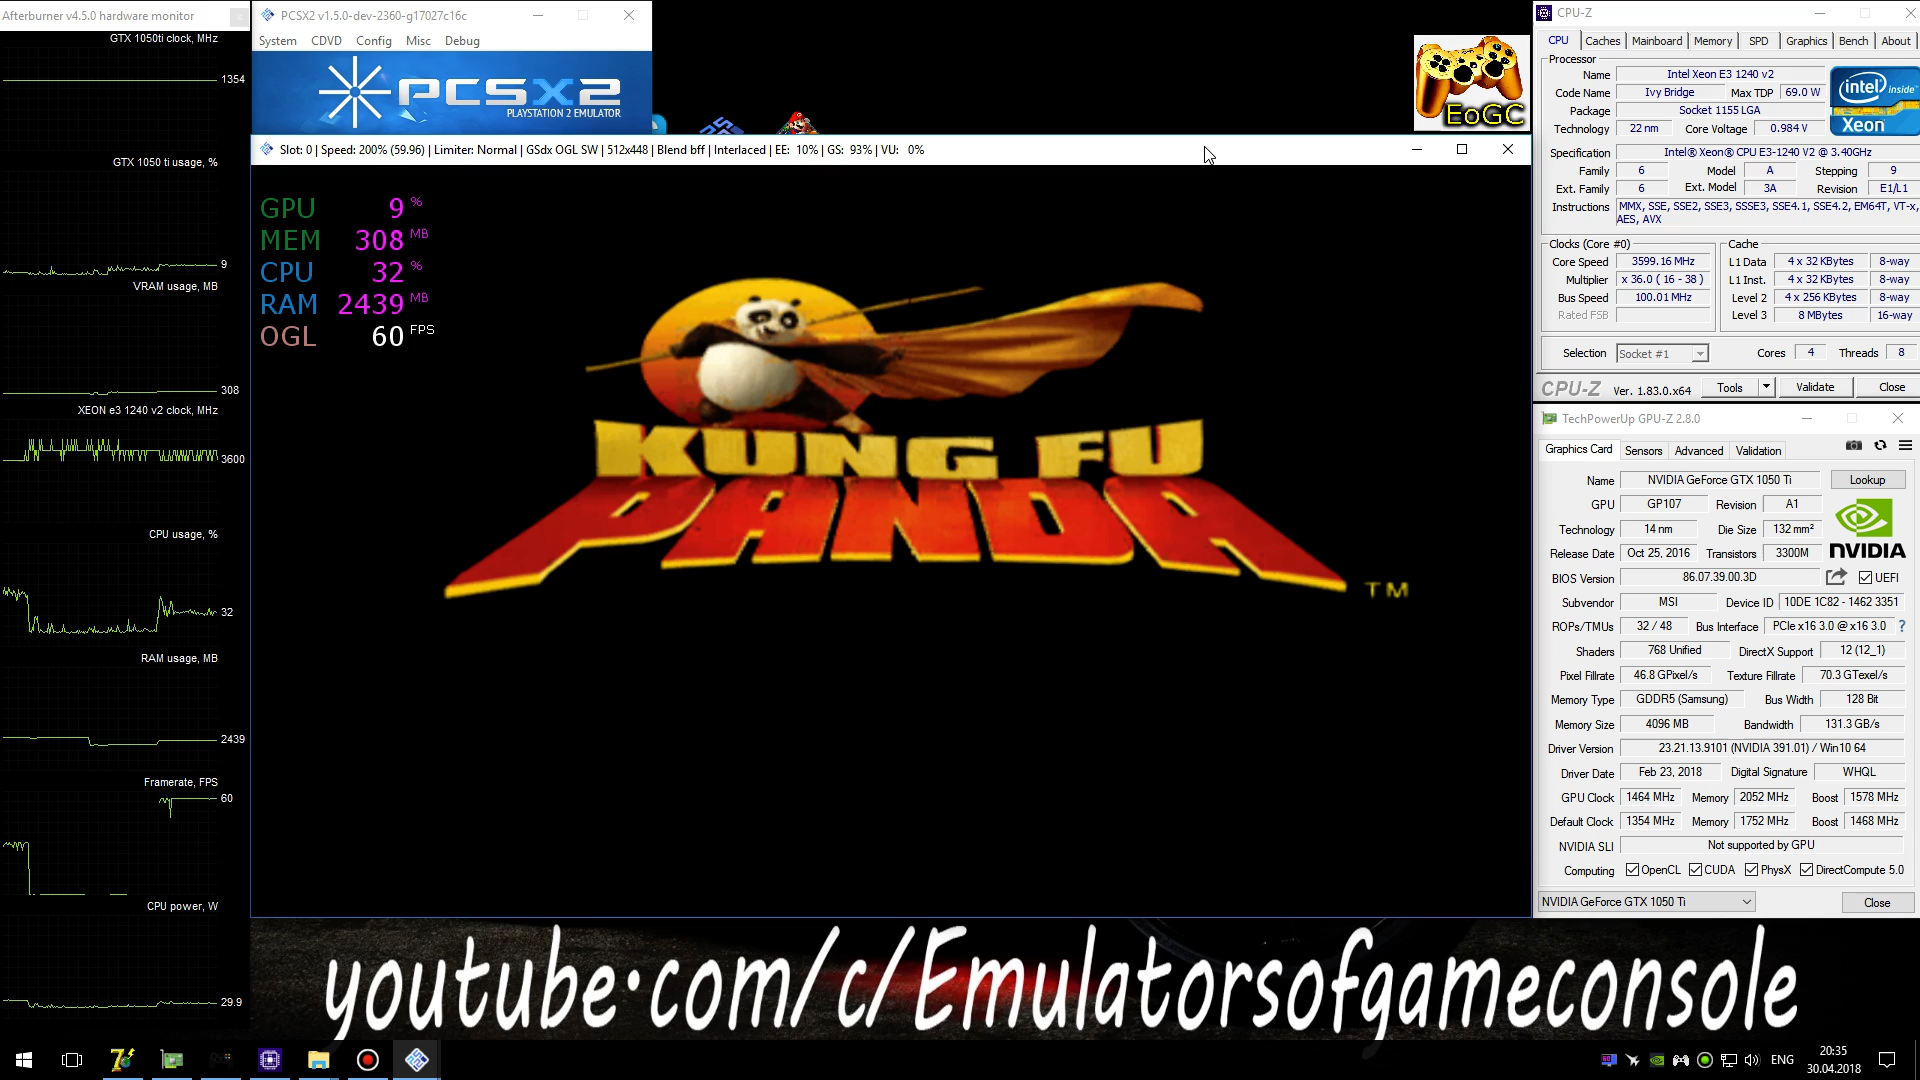 Afterburner v4.5.0 hardware monitor
GTX 1050ti clock, MHz
1354
GTX 1050 ti usage, %
9
VRAM usage, MB
308
XEON e3 1240 v2 clock, MHz
3600
CPU usage, %
32
RAM usage, MB
2439
Framerate, FPS
60
CPU power, W
29.9
PCSX2 v1.5.0-dev-2360-g17027c16c
System CDVD Config Misc Debug
PCSX2
PLAYSTATION 2 EMULATOR
EoGC
Slot: 0 | Speed: 200% (59.96) | Limiter: Normal | GSdx OGL SW | 512x448 | Blend bff | Interlaced | EE: 10% | GS: 93% | VU: 0%
GPU 9 %
MEM 308 MB
CPU 32 %
RAM 2439 MB
OGL 60 FPS
KUNG FU
PANDA TM
CPU-Z
CPU Caches Mainboard Memory SPD Graphics Bench About
Processor
Name Intel Xeon E3 1240 v2
Code Name Ivy Bridge Max TDP 69.0 W
Package Socket 1155 LGA
Technology 22 nm Core Voltage 0.984 V
intel inside™
Xeon
Specification Intel® Xeon® CPU E3-1240 V2 @ 3.40GHz
Family 6 Model A Stepping 9
Ext. Family 6 Ext. Model 3A Revision E1/L1
Instructions MMX, SSE, SSE2, SSE3, SSSE3, SSE4.1, SSE4.2, EM64T, VT-x,
AES, AVX
Clocks (Core #0)
Core Speed 3599.16 MHz
Multiplier x 36.0 ( 16 - 38 )
Bus Speed 100.01 MHz
Rated FSB
Cache
L1 Data 4 x 32 KBytes 8-way
L1 Inst. 4 x 32 KBytes 8-way
Level 2 4 x 256 KBytes 8-way
Level 3 8 MBytes 16-way
Selection Socket #1 Cores 4 Threads 8
CPU-Z Ver. 1.83.0.x64 Tools Validate Close
TechPowerUp GPU-Z 2.8.0
Graphics Card Sensors Advanced Validation
Name NVIDIA GeForce GTX 1050 Ti Lookup
GPU GP107 Revision A1
Technology 14 nm Die Size 132 mm²
Release Date Oct 25, 2016 Transistors 3300M
NVIDIA
BIOS Version 86.07.39.00.3D UEFI
Subvendor MSI Device ID 10DE 1C82 - 1462 3351
ROPs/TMUs 32 / 48 Bus Interface PCIe x16 3.0 @ x16 3.0 ?
Shaders 768 Unified DirectX Support 12 (12_1)
Pixel Fillrate 46.8 GPixel/s Texture Fillrate 70.3 GTexel/s
Memory Type GDDR5 (Samsung) Bus Width 128 Bit
Memory Size 4096 MB Bandwidth 131.3 GB/s
Driver Version 23.21.13.9101 (NVIDIA 391.01) / Win10 64
Driver Date Feb 23, 2018 Digital Signature WHQL
GPU Clock 1464 MHz Memory 2052 MHz Boost 1578 MHz
Default Clock 1354 MHz Memory 1752 MHz Boost 1468 MHz
NVIDIA SLI Not supported by GPU
Computing OpenCL CUDA PhysX DirectCompute 5.0
NVIDIA GeForce GTX 1050 Ti Close
youtube.com/c/Emulatorsofgameconsole
ENG
20:35
30.04.2018